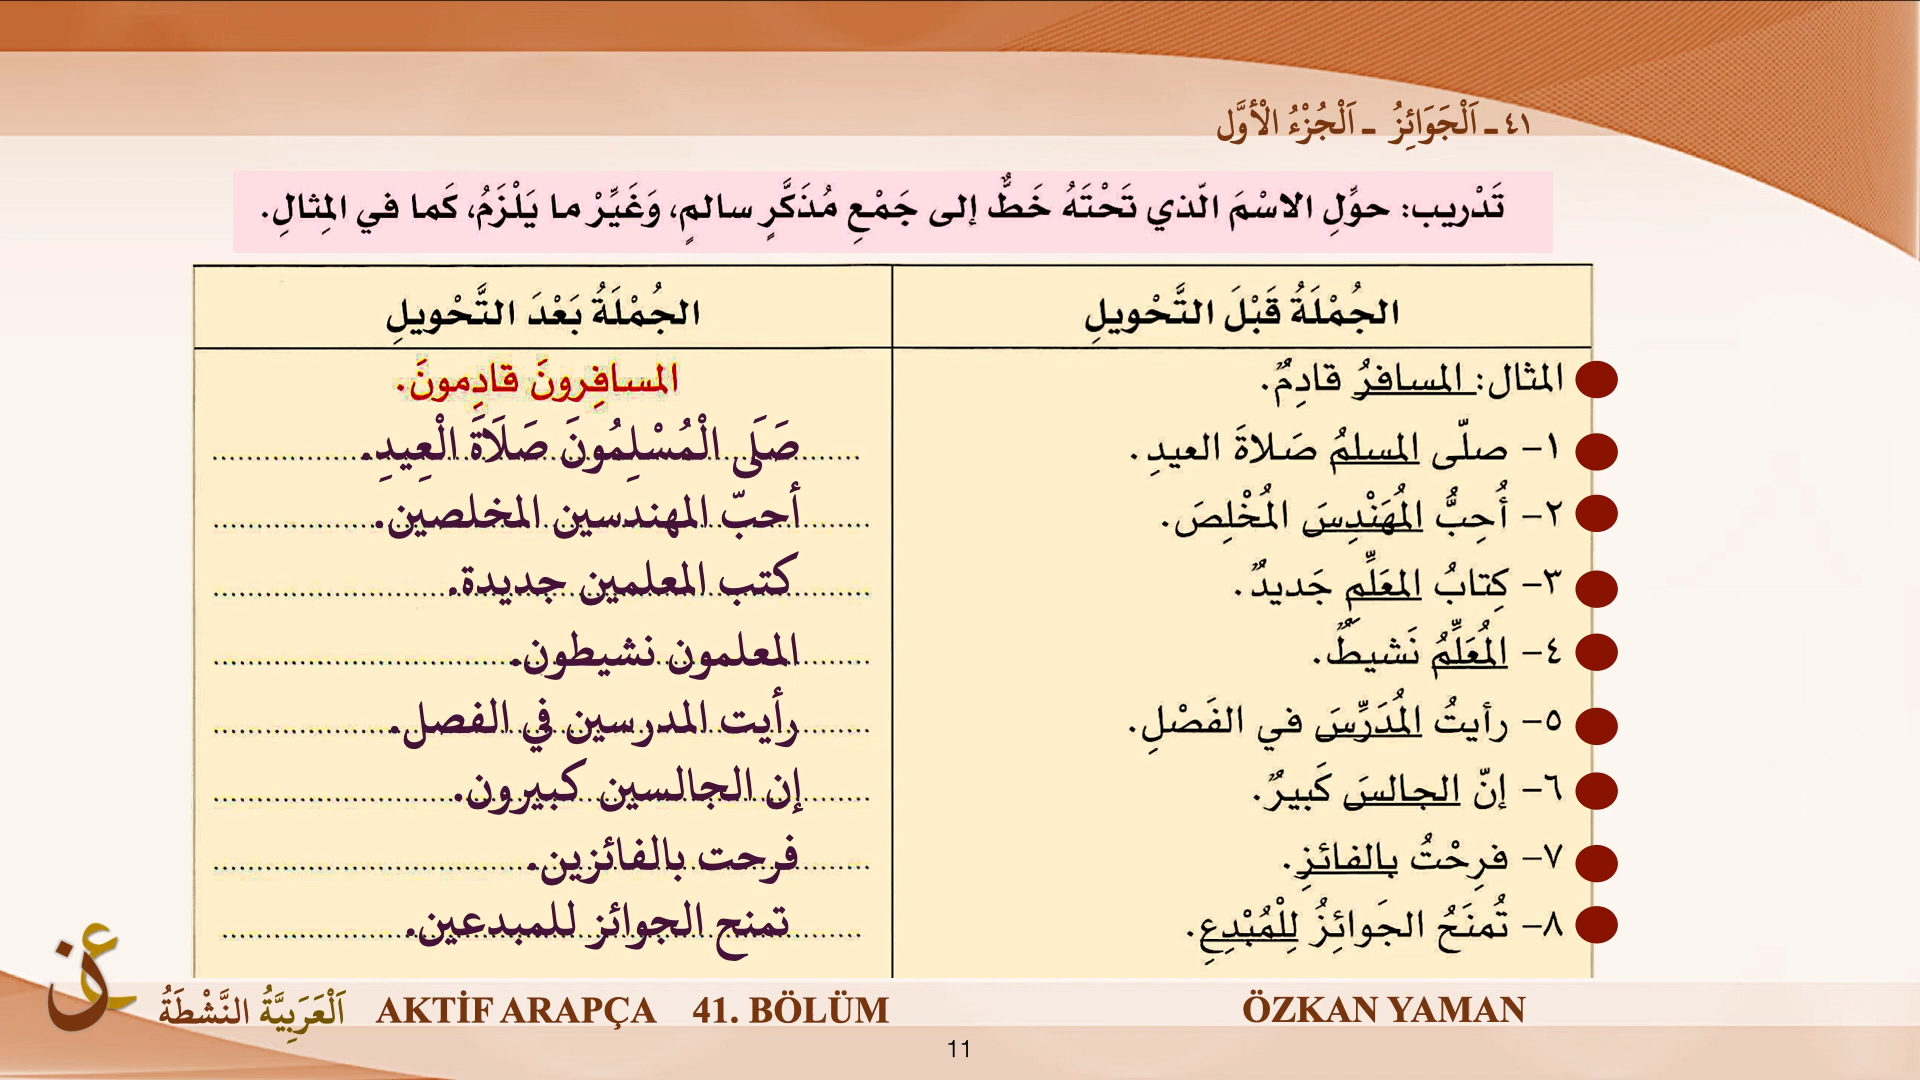 ٤١ ـ اَلْجَوَائِزُ ـ اَلْجُزْءُ الْأَوَّل
تَدْريب: حوِّلِ الاسْمَ الّذي تَحْتَهُ خَطٌّ إلى جَمْعِ مُذَكَّرٍ سالمٍ، وَغَيِّرْ ما يَلْزَمُ، كَما في المِثالِ.
الجُمْلَةُ قَبْلَ التَّحْويلِ الجُمْلَةُ بَعْدَ التَّحْويلِ
المثال: المسافرُ قادِمٌ. المسافِرونَ قادِمونَ.
١- صلّى المسلمُ صَلاةَ العيدِ. صَلَى الْمُسْلِمُونَ صَلَاةَ الْعِيدِ.
٢- أُحِبُّ المُهَنْدِسَ المُخْلِصَ. أحبّ المهندسين المخلصين.
٣- كِتابُ المعَلِّمِ جَديدٌ. كتب المعلمين جديدة.
٤- المُعَلِّمُ نَشيطٌ. المعلمون نشيطون.
٥- رأيتُ المُدَرِّسَ في الفَصْلِ. رأيت المدرسين في الفصل.
٦- إنّ الجالسَ كَبيرٌ. إن الجالسين كبيرون.
٧- فرِحْتُ بالفائزِ. فرحت بالفائزين.
٨- تُمنَحُ الجَوائِزُ لِلْمُبْدِعِ. تمنح الجوائز للمبدعين.
اَلْعَرَبِيَّةُ النَّشْطَةُ AKTİF ARAPÇA 41. BÖLÜM ÖZKAN YAMAN
11